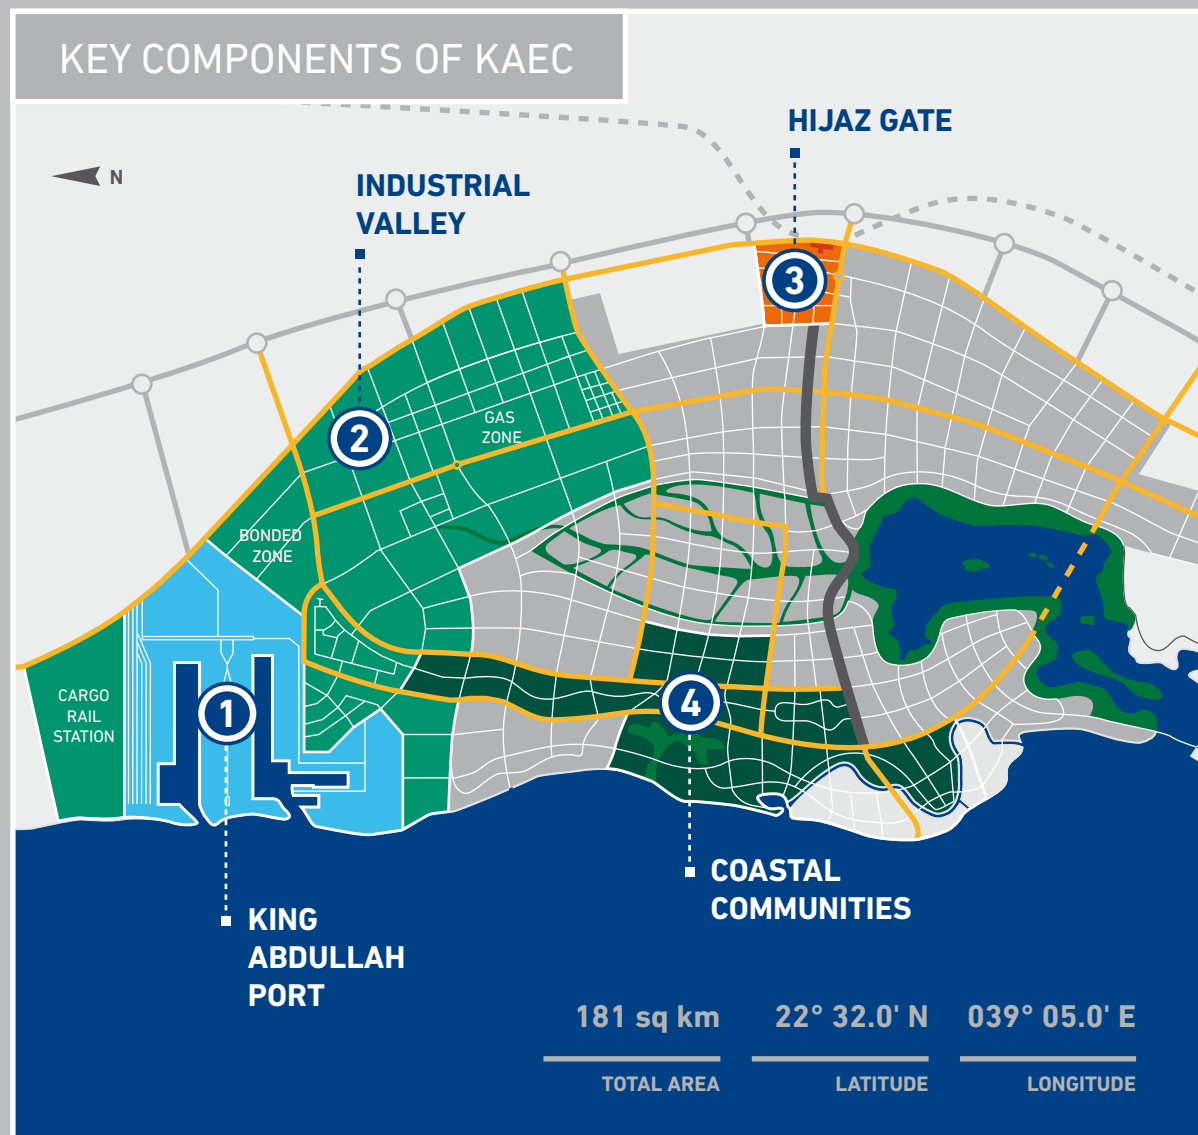 KEY COMPONENTS OF KAEC
HIJAZ GATE
N
INDUSTRIAL
VALLEY
3
2
GAS
ZONE
BONDED
ZONE
CARGO
RAIL
STATION
1
4
COASTAL
COMMUNITIES
KING
ABDULLAH
PORT
181 sq km
TOTAL AREA
22° 32.0' N
LATITUDE
039° 05.0' E
LONGITUDE